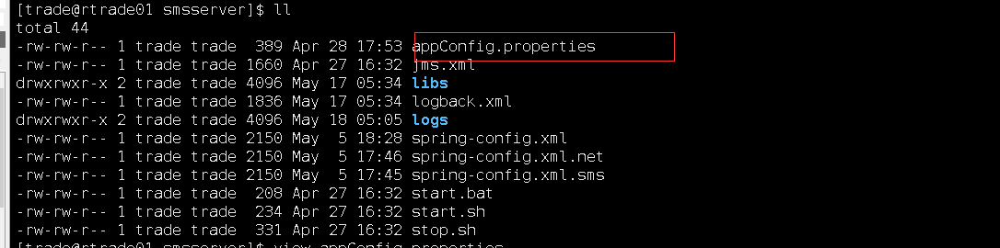 [trade@rtrade01 smsserver]$ ll
total 44
-rw-rw-r-- 1 trade trade  389 Apr 28 17:53 appConfig.properties
-rw-rw-r-- 1 trade trade 1660 Apr 27 16:32 jms.xml
drwxrwxr-x 2 trade trade 4096 May 17 05:34 libs
-rw-rw-r-- 1 trade trade 1836 May 17 05:34 logback.xml
drwxrwxr-x 2 trade trade 4096 May 18 05:05 logs
-rw-rw-r-- 1 trade trade 2150 May  5 18:28 spring-config.xml
-rw-rw-r-- 1 trade trade 2150 May  5 17:46 spring-config.xml.net
-rw-rw-r-- 1 trade trade 2150 May  5 17:45 spring-config.xml.sms
-rw-rw-r-- 1 trade trade  208 Apr 27 16:32 start.bat
-rw-rw-r-- 1 trade trade  234 Apr 27 16:32 start.sh
-rw-rw-r-- 1 trade trade  331 Apr 27 16:32 stop.sh
[trade@rtrade01 smsserver]$ view appConfig.properties